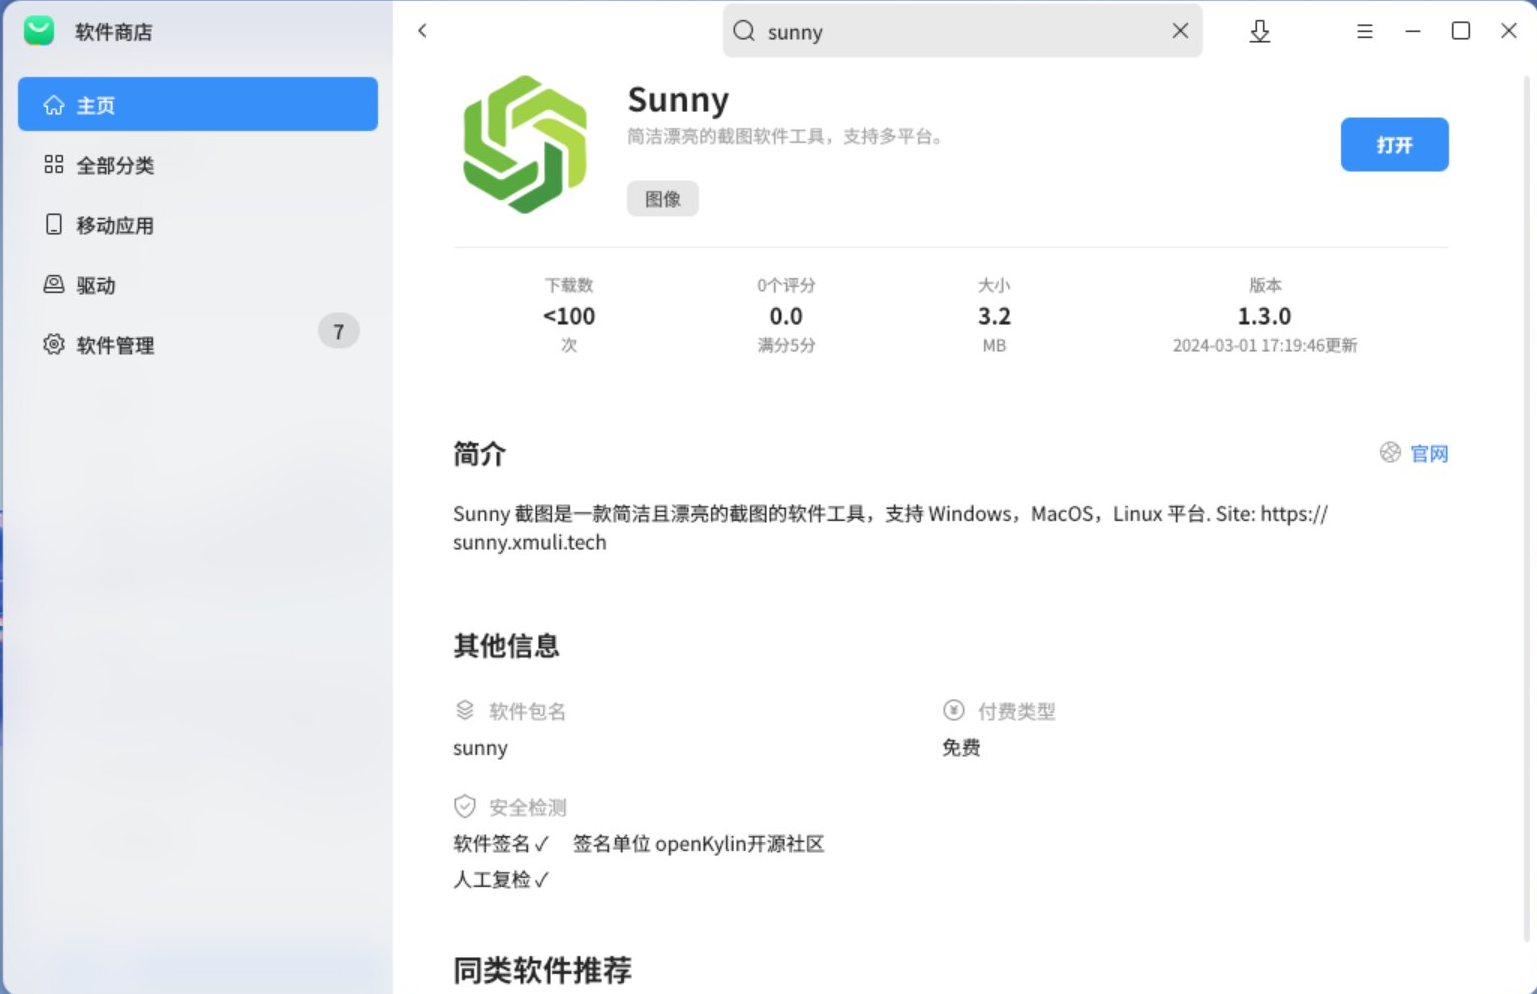 软件商店
sunny
主页
全部分类
移动应用
驱动
软件管理
7
Sunny
简洁漂亮的截图软件工具，支持多平台。
打开
图像
下载数
<100
次
0个评分
0.0
满分5分
大小
3.2
MB
版本
1.3.0
2024-03-01 17:19:46更新
简介
官网
Sunny 截图是一款简洁且漂亮的截图的软件工具，支持 Windows，MacOS，Linux 平台. Site: https://
sunny.xmuli.tech
其他信息
软件包名
sunny
付费类型
免费
安全检测
软件签名✓ 签名单位 openKylin开源社区
人工复检✓
同类软件推荐